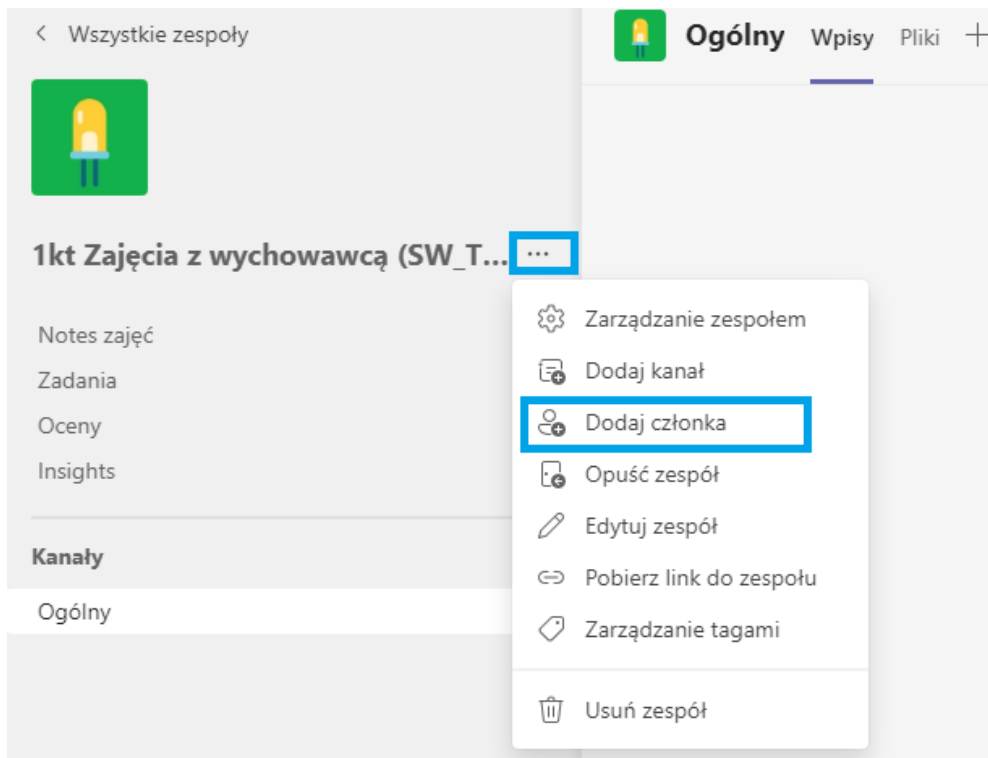 Wszystkie zespoły
Ogólny Wpisy Pliki
1kt Zajęcia z wychowawcą (SW_T... ...
Notes zajęć
Zadania
Oceny
Insights
Kanały
Ogólny
Zarządzanie zespołem
Dodaj kanał
Dodaj członka
Opuść zespół
Edytuj zespół
Pobierz link do zespołu
Zarządzanie tagami
Usuń zespół